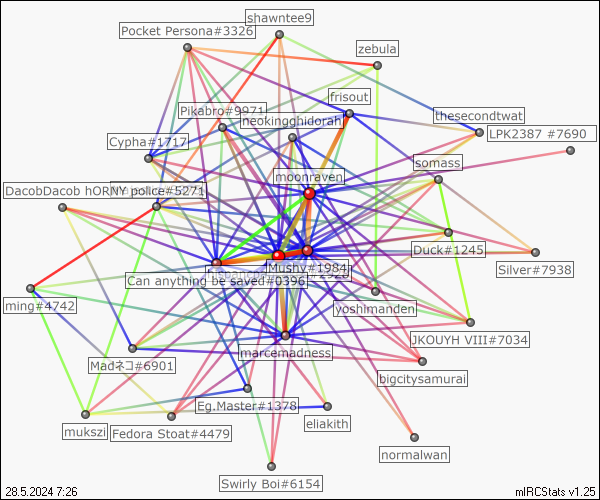 shawntee9
Pocket Persona#3326
zebula
frisout
Pikabro#9971
neokingghidorah
thesecondtwat
LPK2387 #7690
Cypha#1717
somass
moonraven
DacobDacob hORNY police#5271
Duck#1245
Mushy#1984
Silver#7938
Can anything be saved#0396
ming#4742
yoshimanden
JKOUYH VIII#7034
marcemadness
Madネコ#6901
bigcitysamurai
Eg.Master#1378
eliakith
mukszi
Fedora Stoat#4479
normalwan
Swirly Boi#6154
28.5.2024 7:26
mIRCStats v1.25